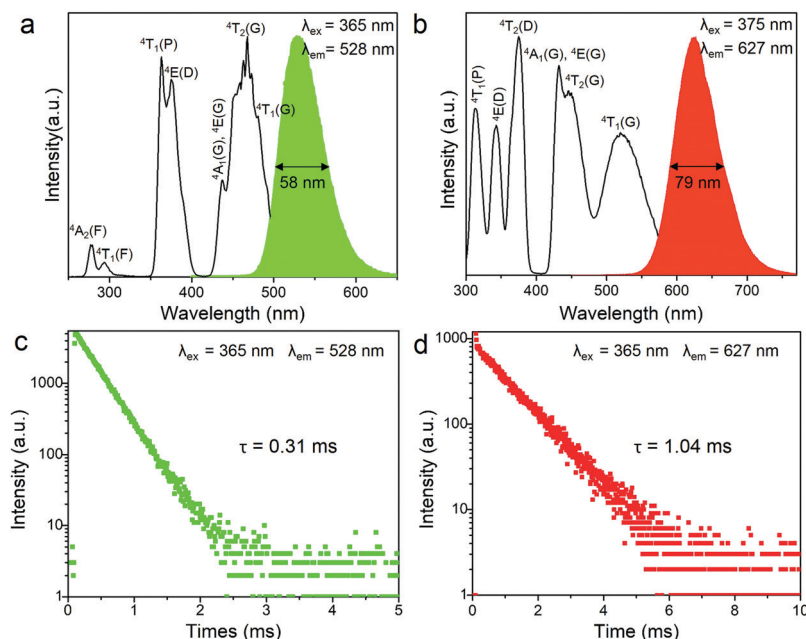 a
λex = 365 nm
λem = 528 nm
⁴T₂(G)
⁴T₁(P)
⁴E(D)
⁴T₁(G)
⁴A₁(G), ⁴E(G)
⁴A₂(F)
⁴T₁(F)
58 nm
Intensity(a.u.)
300 400 500 600
Wavelength (nm)
b
λex = 375 nm
λem = 627 nm
⁴T₂(D)
⁴A₁(G), ⁴E(G)
⁴T₂(G)
⁴T₁(P)
⁴E(D)
⁴T₁(G)
79 nm
Intensity (a.u.)
300 400 500 600 700
Wavelength (nm)
c
λex = 365 nm λem = 528 nm
τ = 0.31 ms
Intensity (a.u.)
1000
100
10
1
0 1 2 3 4 5
Times (ms)
d
λex = 365 nm λem = 627 nm
τ = 1.04 ms
Intensity (a.u.)
1000
100
10
1
0 2 4 6 8 10
Times (ms)